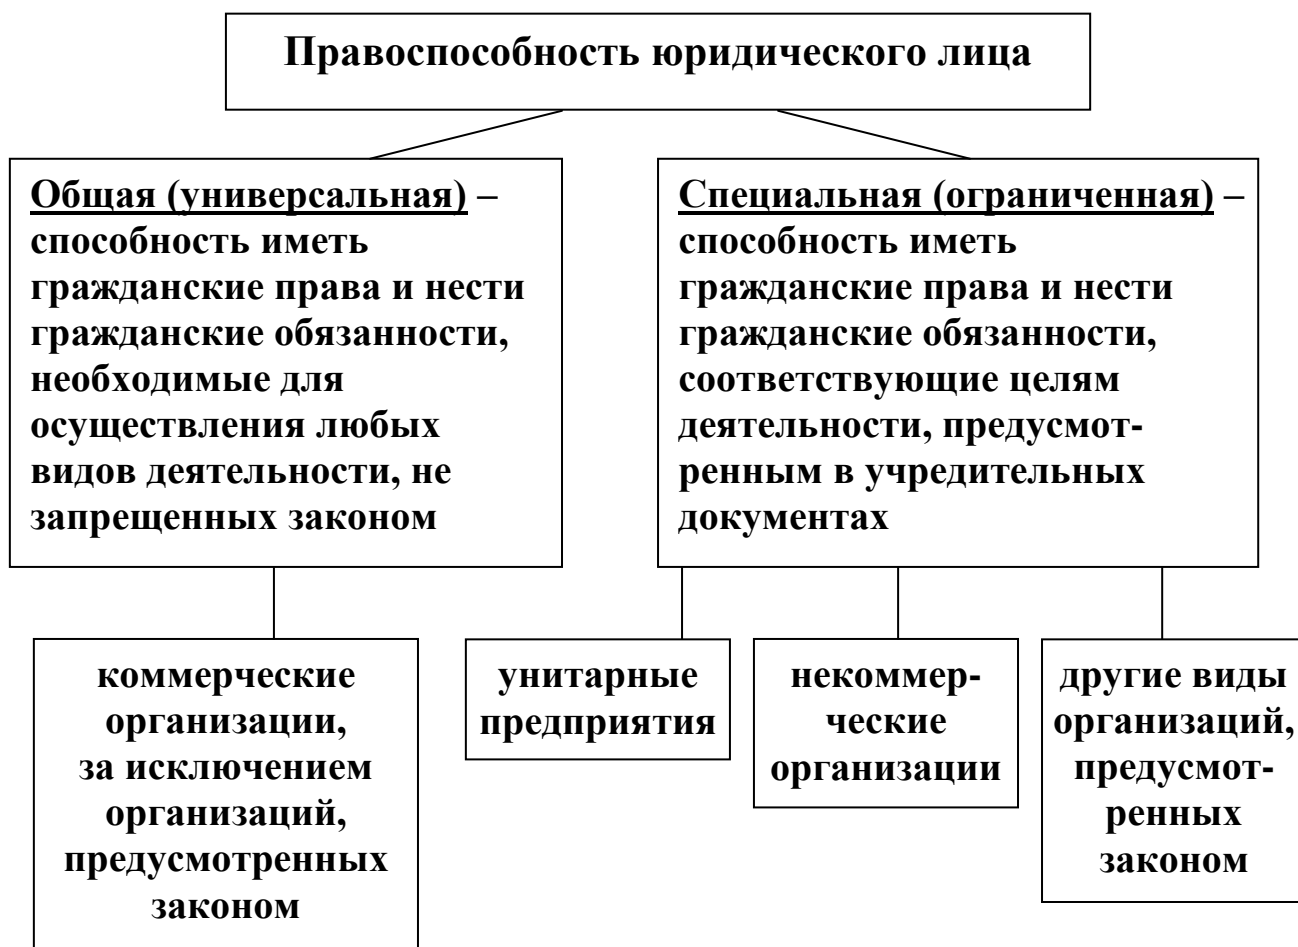 Правоспособность юридического лица
Общая (универсальная) –
способность иметь
гражданские права и нести
гражданские обязанности,
необходимые для
осуществления любых
видов деятельности, не
запрещенных законом
Специальная (ограниченная) –
способность иметь
гражданские права и нести
гражданские обязанности,
соответствующие целям
деятельности, предусмот-
ренным в учредительных
документах
коммерческие
организации,
за исключением
организаций,
предусмотренных
законом
унитарные
предприятия
некоммер-
ческие
организации
другие виды
организаций,
предусмот-
ренных
законом